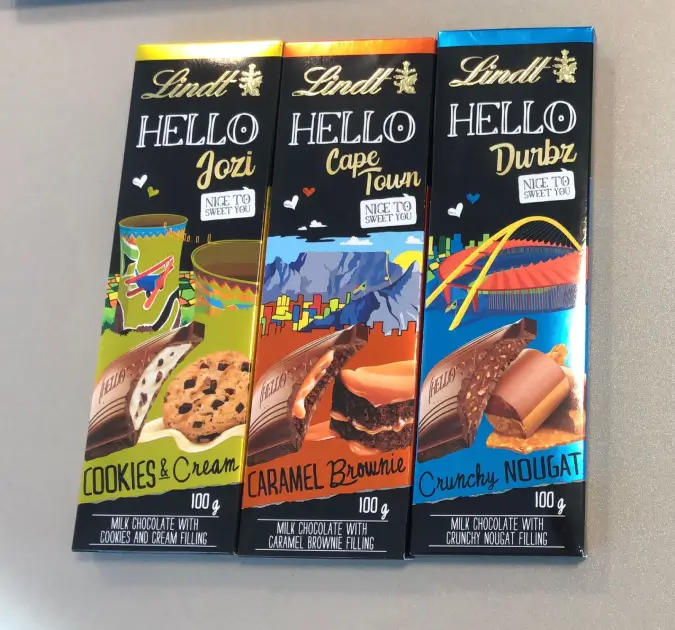 Lindt
HELLO
Jozi
NICE TO
SWEET YOU
HELLO
COOKIES & Cream
100 g
MILK CHOCOLATE WITH
COOKIES AND CREAM FILLING
Lindt
HELLO
Cape
Town
NICE TO
SWEET YOU
HELLO
CARAMEL Brownie
100 g
MILK CHOCOLATE WITH
CARAMEL BROWNIE FILLING
Lindt
HELLO
Durbz
NICE TO
SWEET YOU
HELLO
Crunchy NOUGAT
100 g
MILK CHOCOLATE WITH
CRUNCHY NOUGAT FILLING